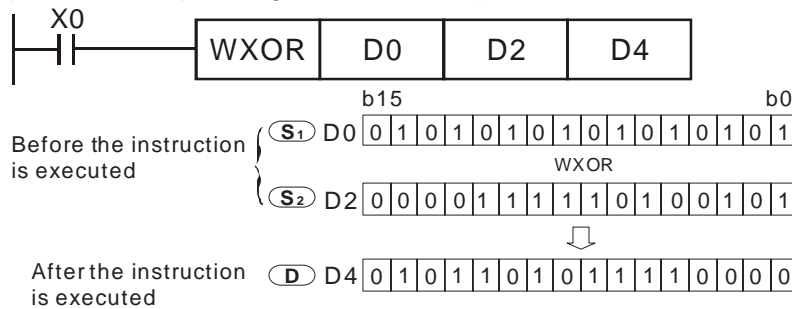 X0
WXOR D0 D2 D4
b15 b0
Before the instruction
is executed
S1 D0 0 1 0 1 0 1 0 1 0 1 0 1 0 1 0 1
WXOR
S2 D2 0 0 0 0 1 1 1 1 1 0 1 0 0 1 0 1
After the instruction
is executed
D D4 0 1 0 1 1 0 1 0 1 1 1 1 0 0 0 0